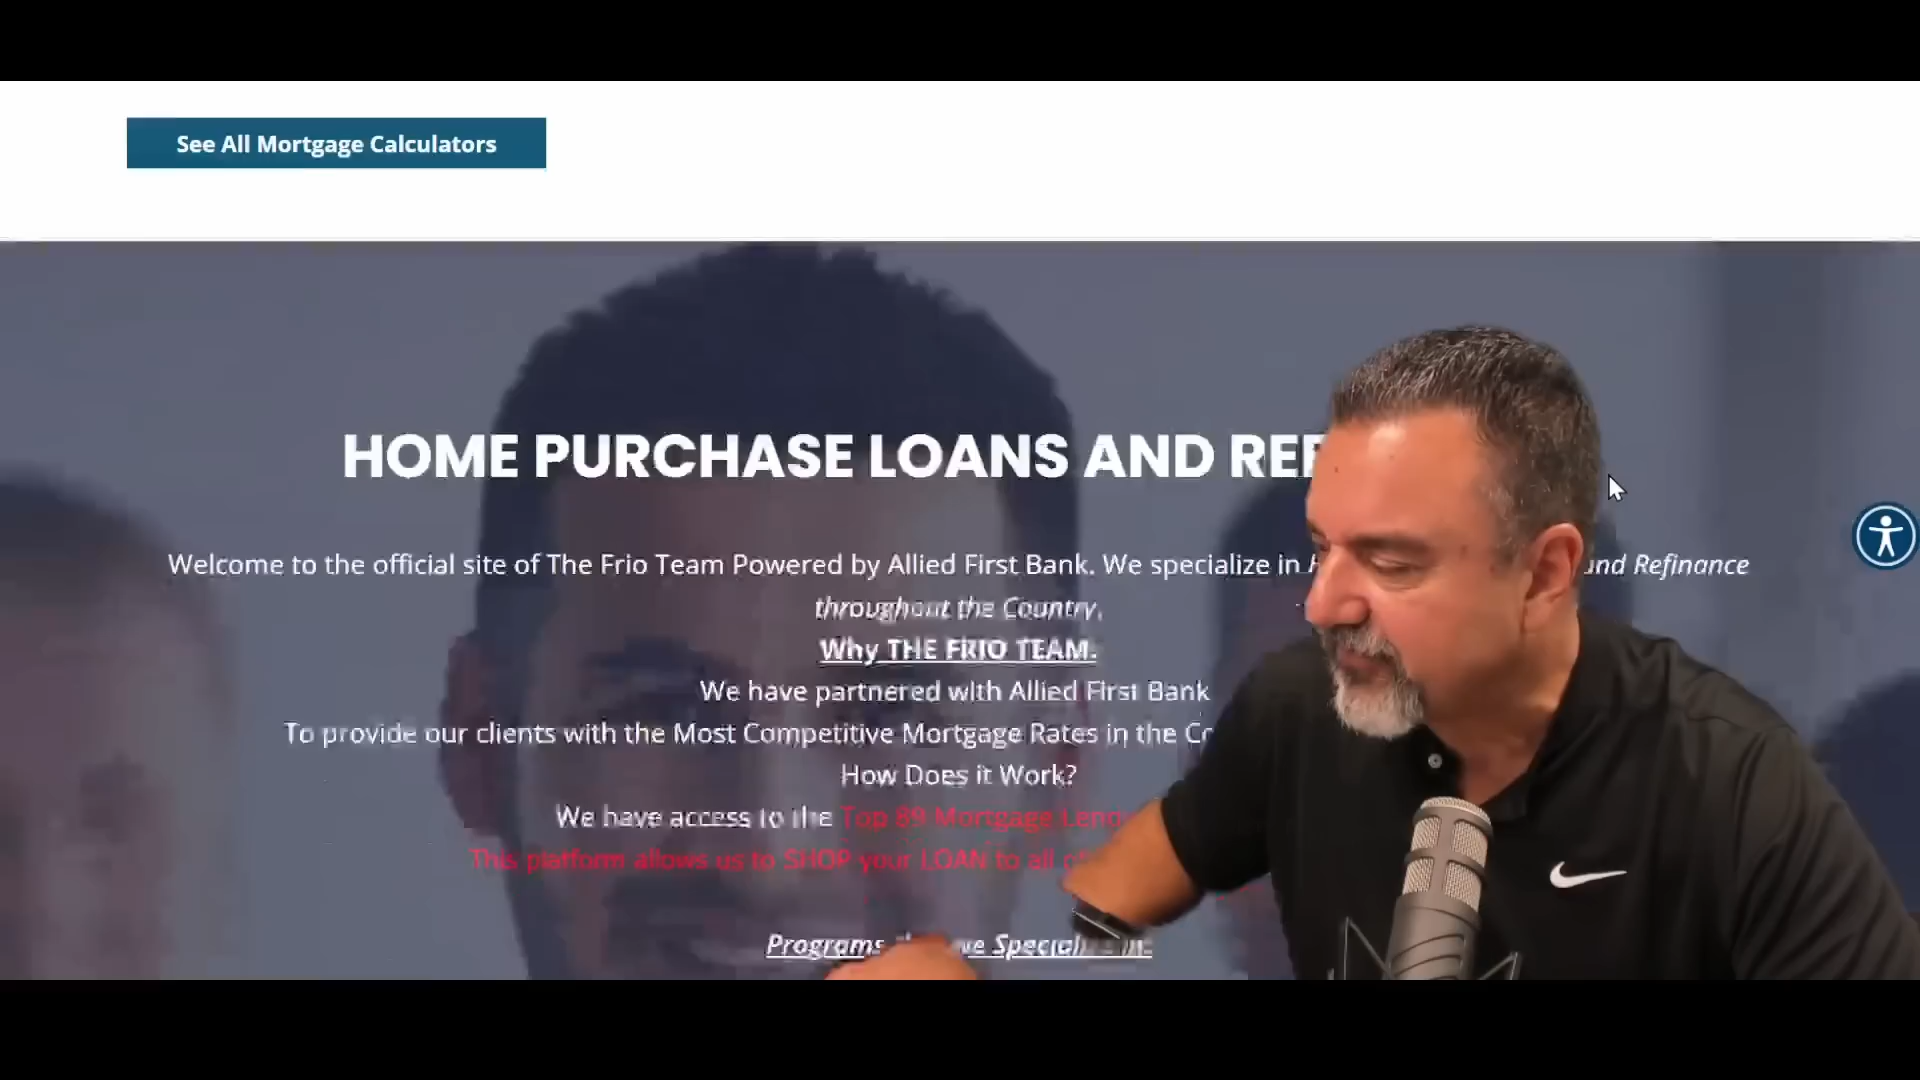 See All Mortgage Calculators
HOME PURCHASE LOANS AND
Welcome to the official site of The Frio Team Powered by Allied First Bank. We specialize in and Refinance
throughout the Country.
Why THE FRIO TEAM.
We have partnered with Allied First Bank
To provide our clients with the Most Competitive Mortgage Rates in the
How Does it Work?
We have access to the Top 89 Mortgage
This platform allows us to SHOP your LOAN to all
Programs we